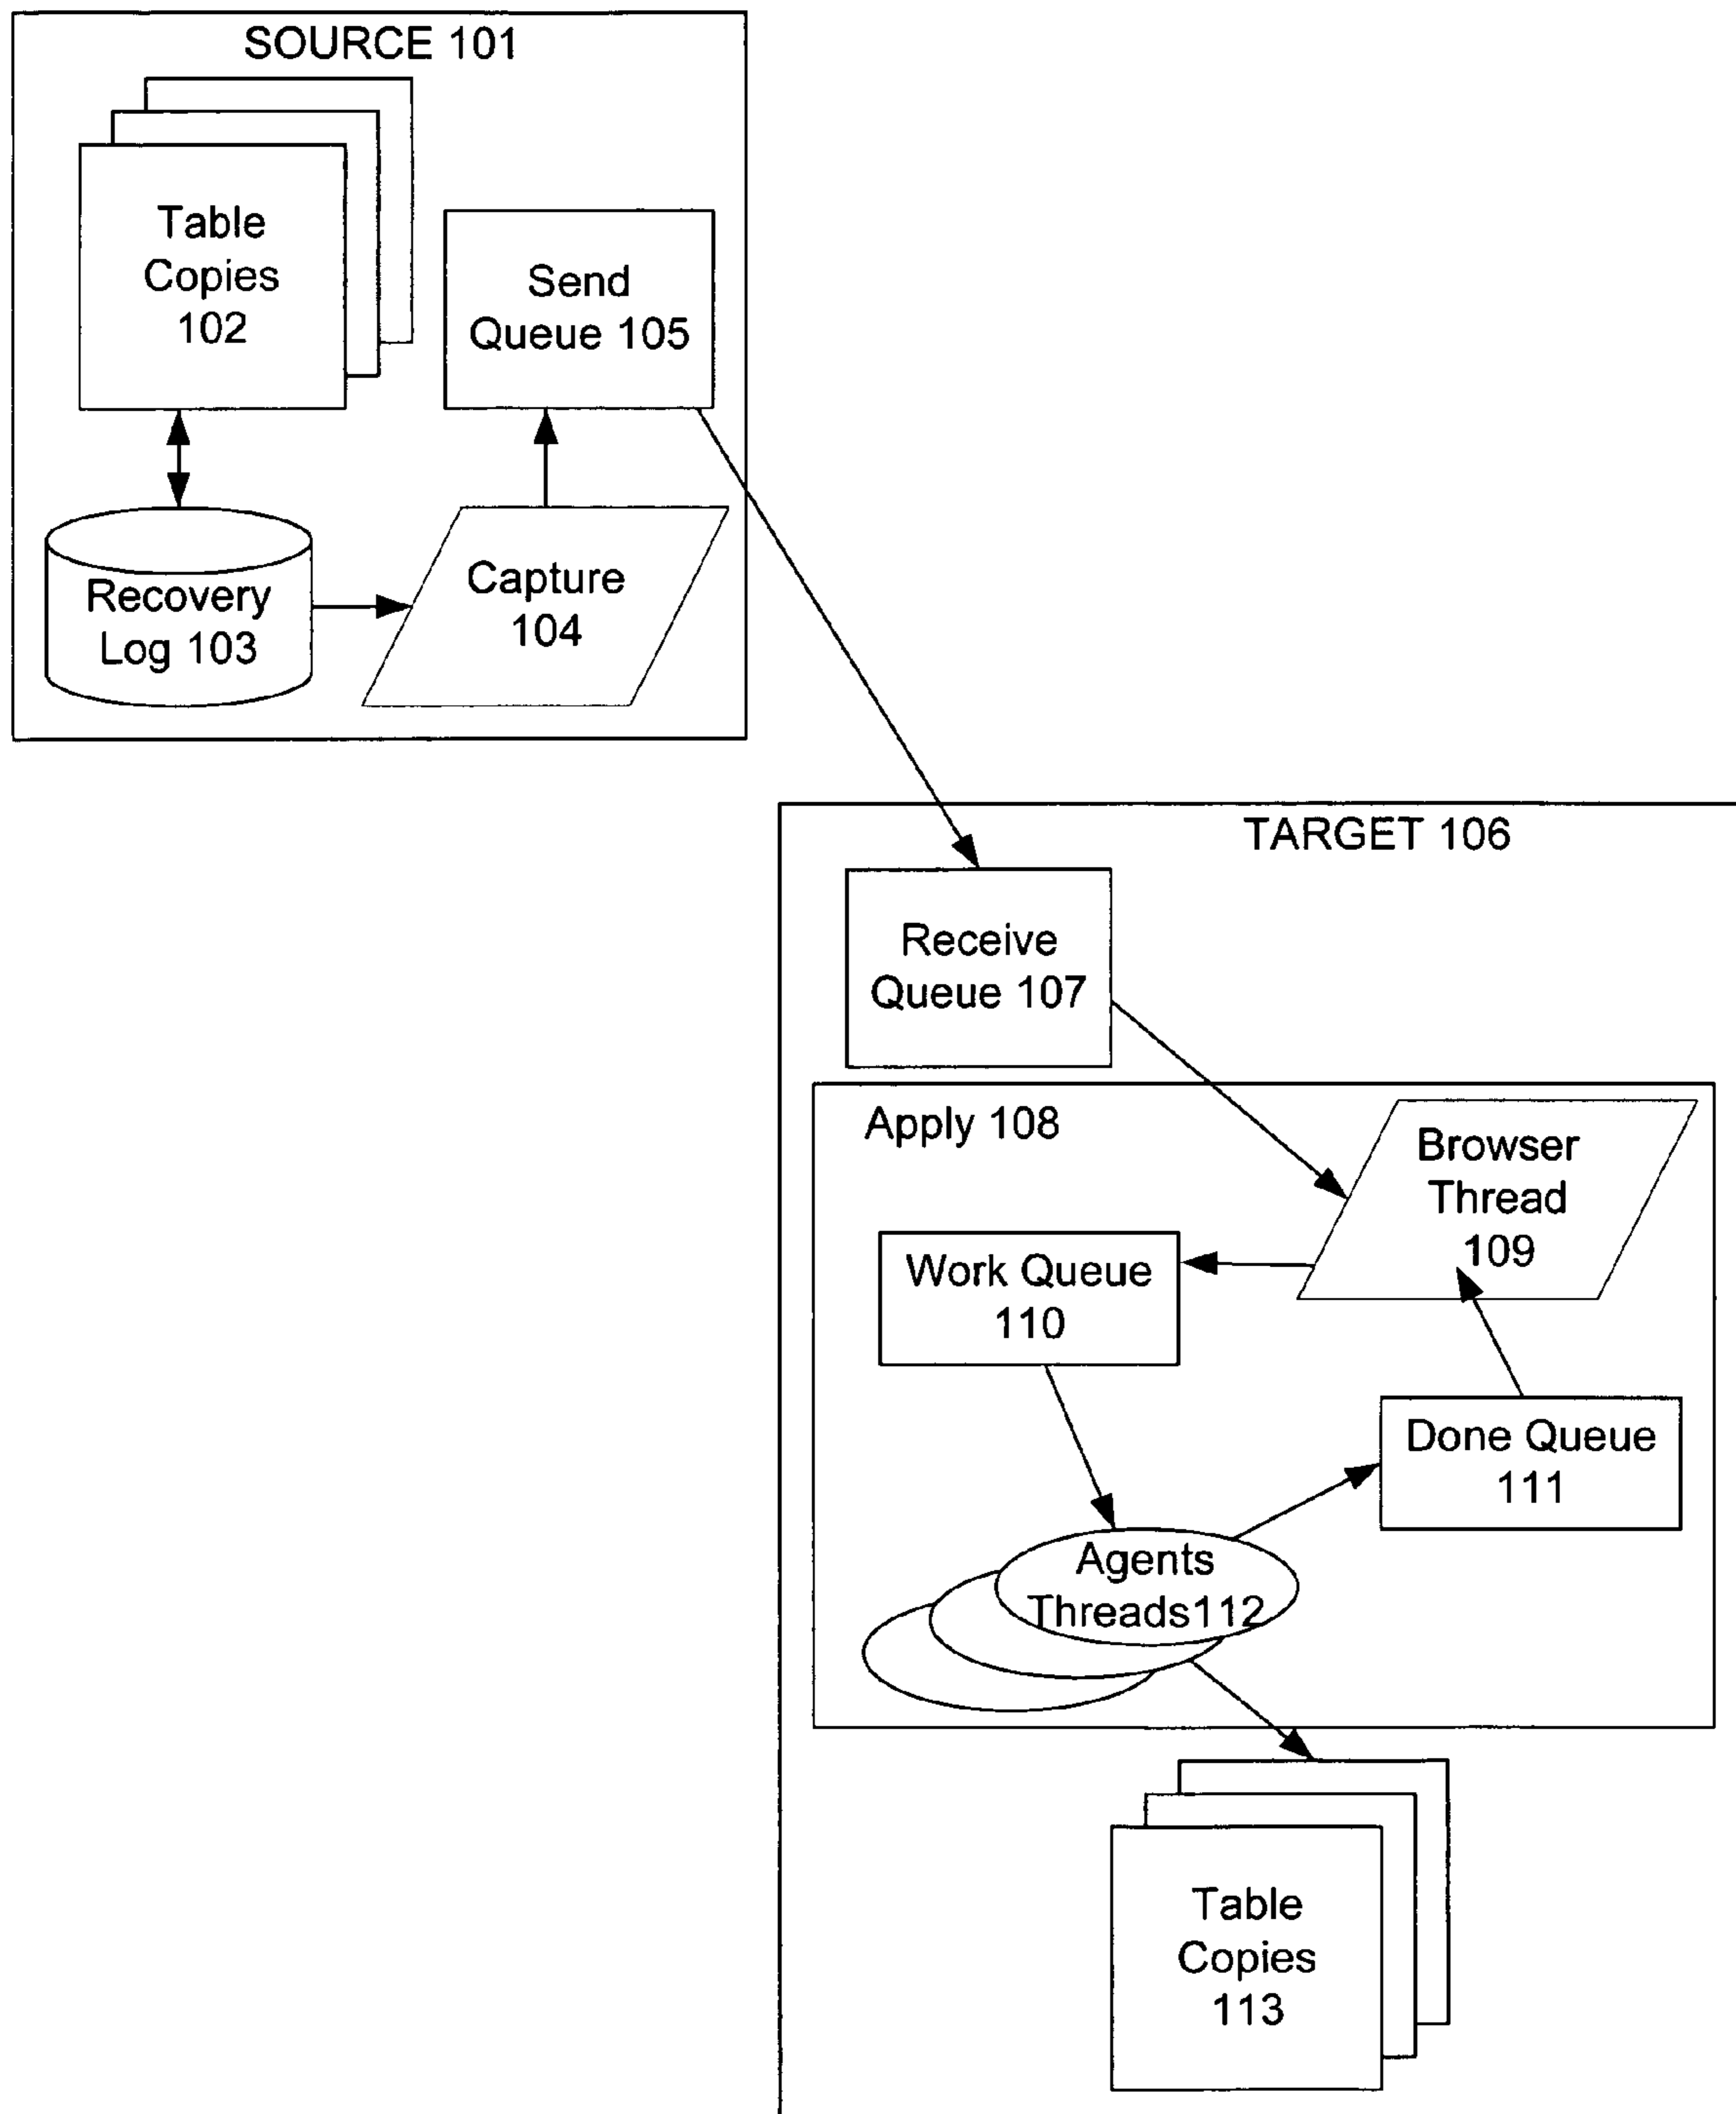 SOURCE 101
Table
Copies
102
Send
Queue 105
Recovery
Log 103
Capture
104
TARGET 106
Receive
Queue 107
Apply 108
Browser
Thread
109
Work Queue
110
Done Queue
111
Agents
Threads112
Table
Copies
113